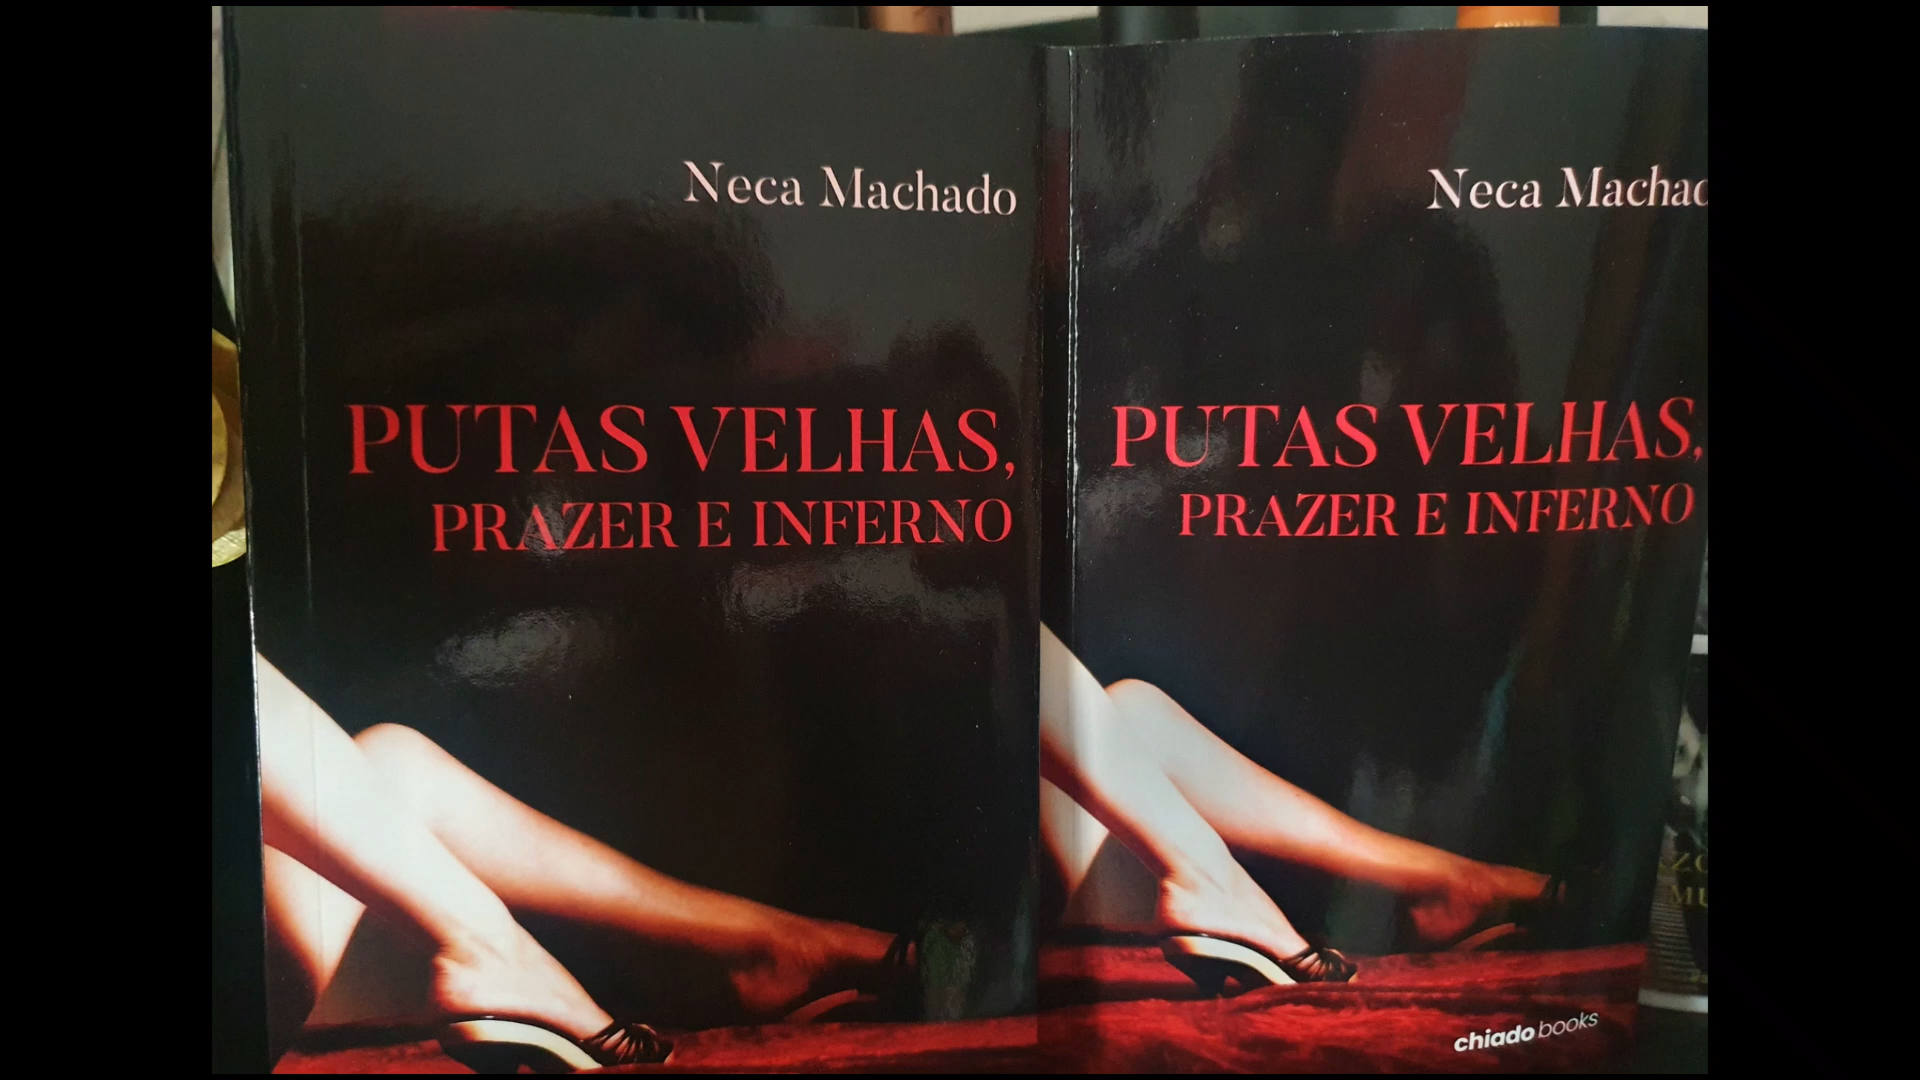 Neca Machado
PUTAS VELHAS,
PRAZER E INFERNO
Neca Machad
PUTAS VELHAS,
PRAZER E INFERNO
chiado books